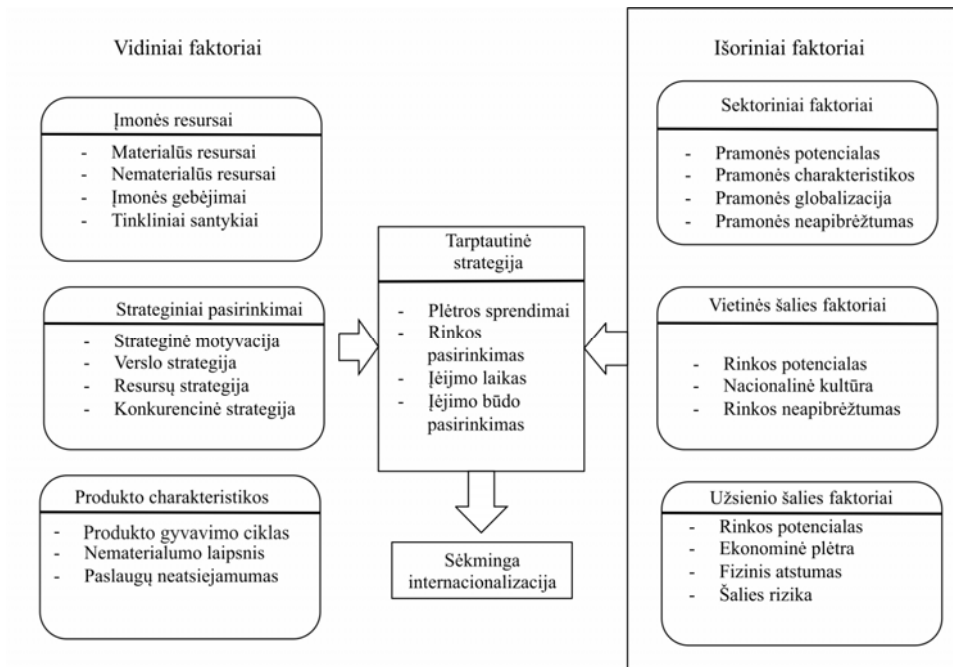 Vidiniai faktoriai
Įmonės resursai
- Materialūs resursai
- Nematerialūs resursai
- Įmonės gebėjimai
- Tinkliniai santykiai
Strateginiai pasirinkimai
- Strateginė motyvacija
- Verslo strategija
- Resursų strategija
- Konkurencinė strategija
Produkto charakteristikos
- Produkto gyvavimo ciklas
- Nematerialumo laipsnis
- Paslaugų neatsiejamumas
Tarptautinė
strategija
- Plėtros sprendimai
- Rinkos
pasirinkimas
- Įėijmo laikas
- Įėjimo būdo
pasirinkimas
Sėkminga
internacionalizacija
Išoriniai faktoriai
Sektoriniai faktoriai
- Pramonės potencialas
- Pramonės charakteristikos
- Pramonės globalizacija
- Pramonės neapibrėžtumas
Vietinės šalies faktoriai
- Rinkos potencialas
- Nacionalinė kultūra
- Rinkos neapibrėžtumas
Užsienio šalies faktoriai
- Rinkos potencialas
- Ekonominė plėtra
- Fizinis atstumas
- Šalies rizika